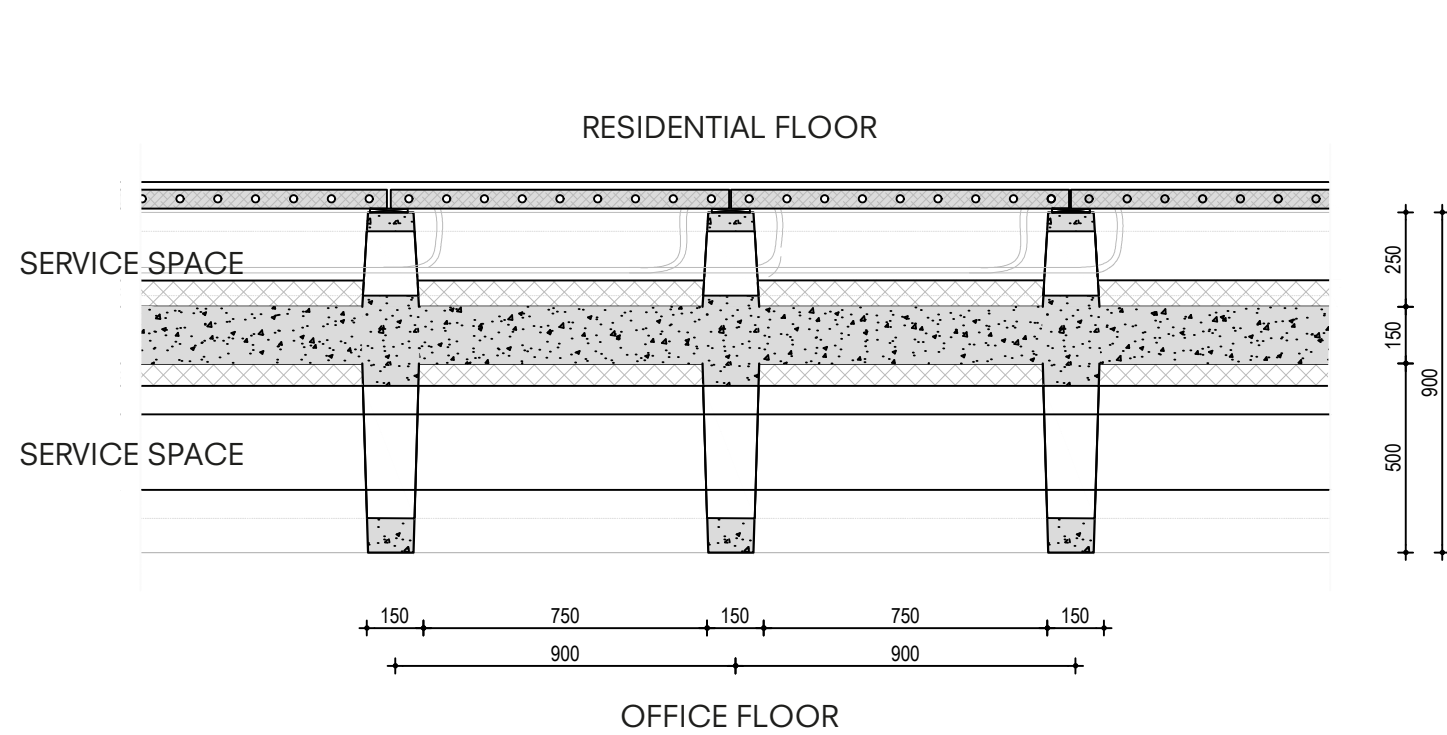 RESIDENTIAL FLOOR
SERVICE SPACE
250
150
900
SERVICE SPACE
500
150 750 150 750 150
900 900
OFFICE FLOOR